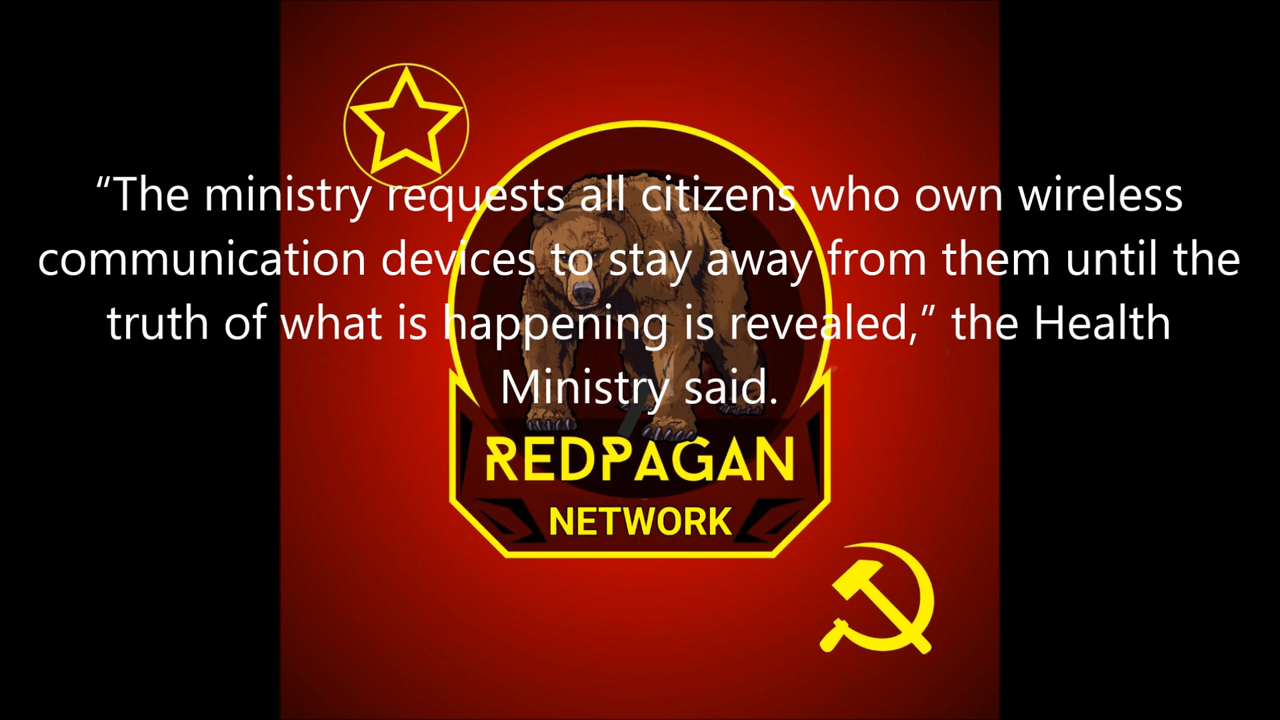 “The ministry requests all citizens who own wireless
communication devices to stay away from them until the
truth of what is happening is revealed,” the Health
Ministry said.
REDPAGAN
NETWORK